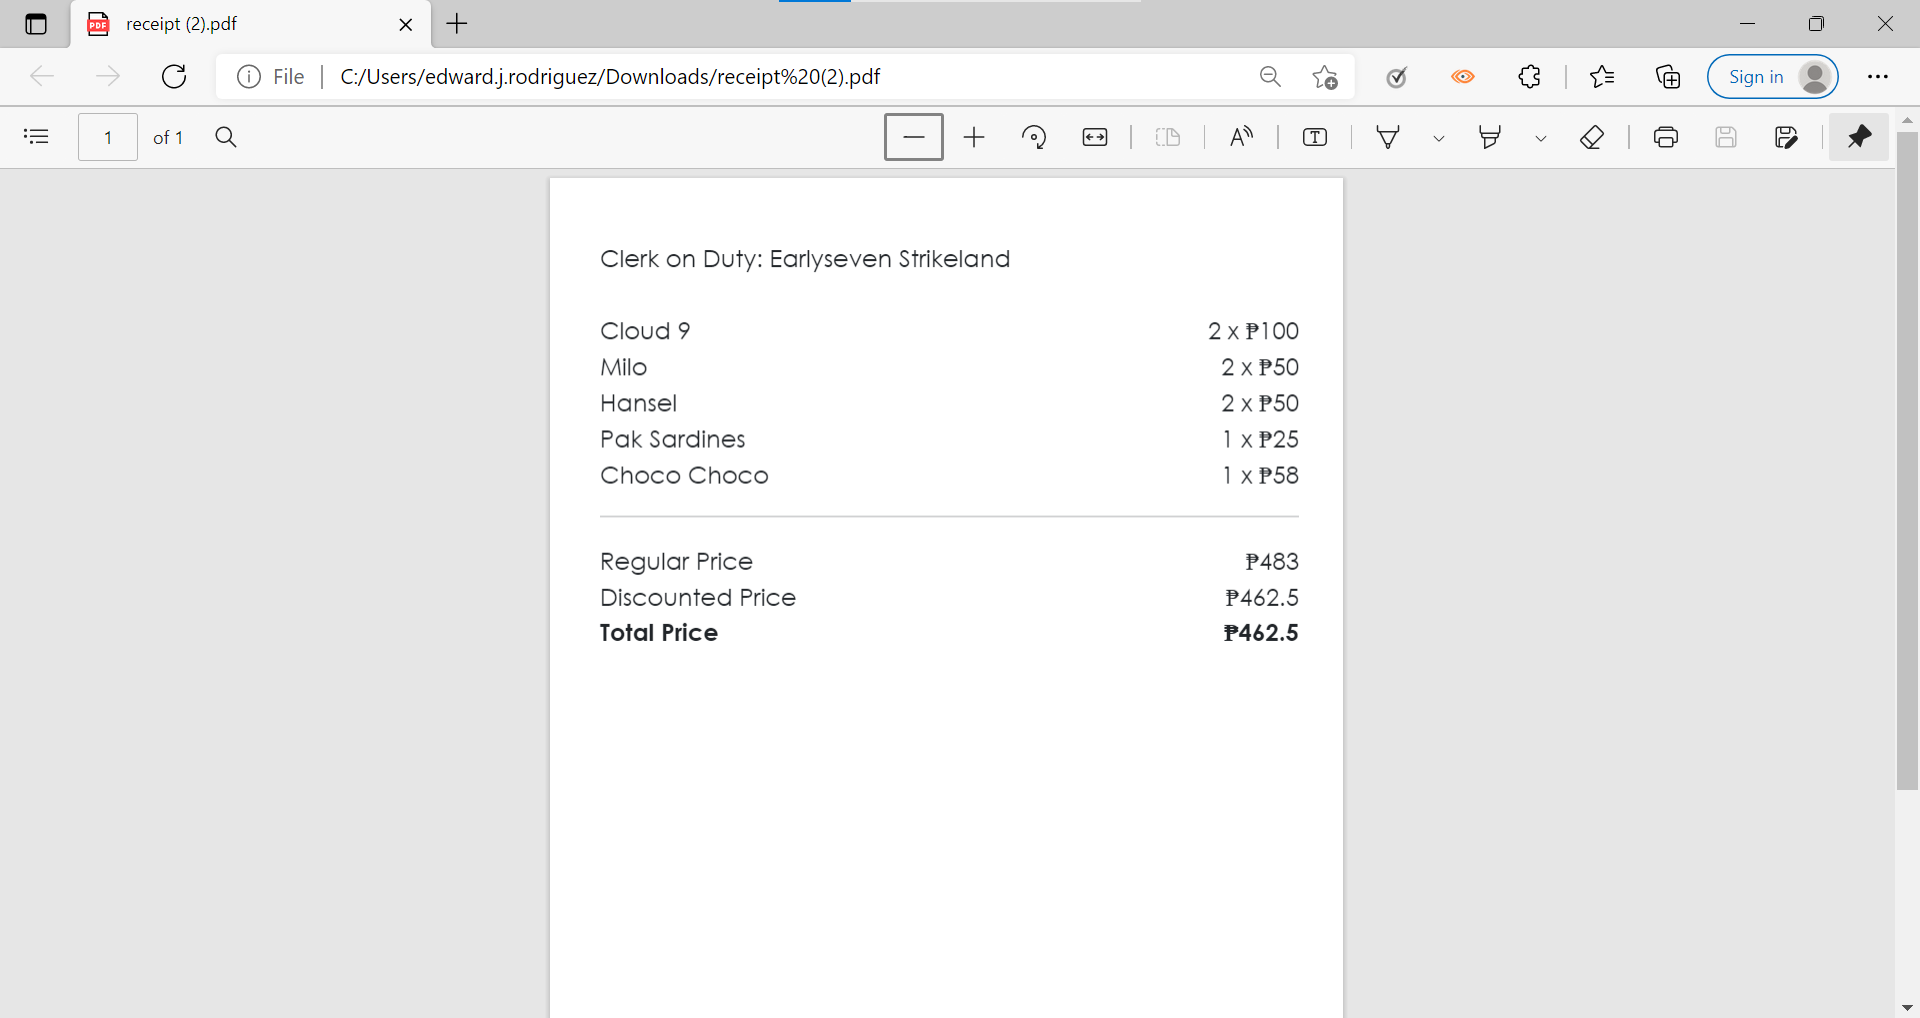 receipt (2).pdf
File
C:/Users/edward.j.rodriguez/Downloads/receipt%20(2).pdf
Sign in
1
of 1
Clerk on Duty: Earlyseven Strikeland
Cloud 9 2 x ₱100
Milo 2 x ₱50
Hansel 2 x ₱50
Pak Sardines 1 x ₱25
Choco Choco 1 x ₱58
Regular Price ₱483
Discounted Price ₱462.5
Total Price ₱462.5